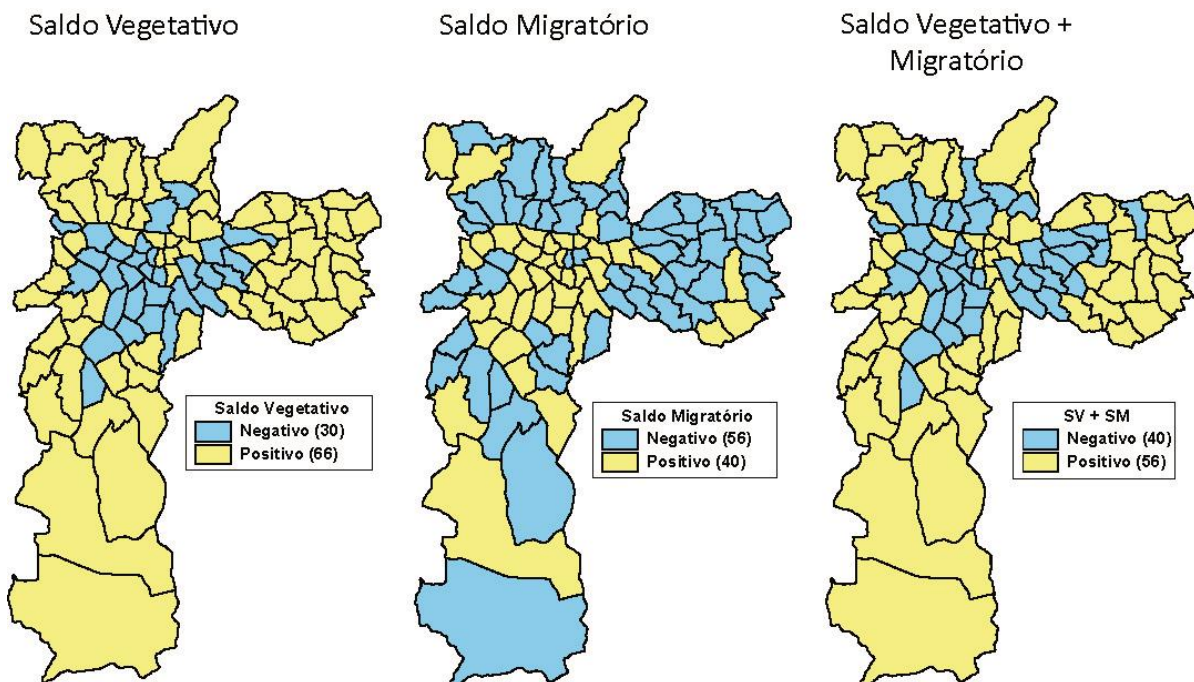 Saldo Vegetativo
Saldo Migratório
Saldo Vegetativo +
Migratório
Saldo Vegetativo
Negativo (30)
Positivo (66)
Saldo Migratório
Negativo (56)
Positivo (40)
SV + SM
Negativo (40)
Positivo (56)